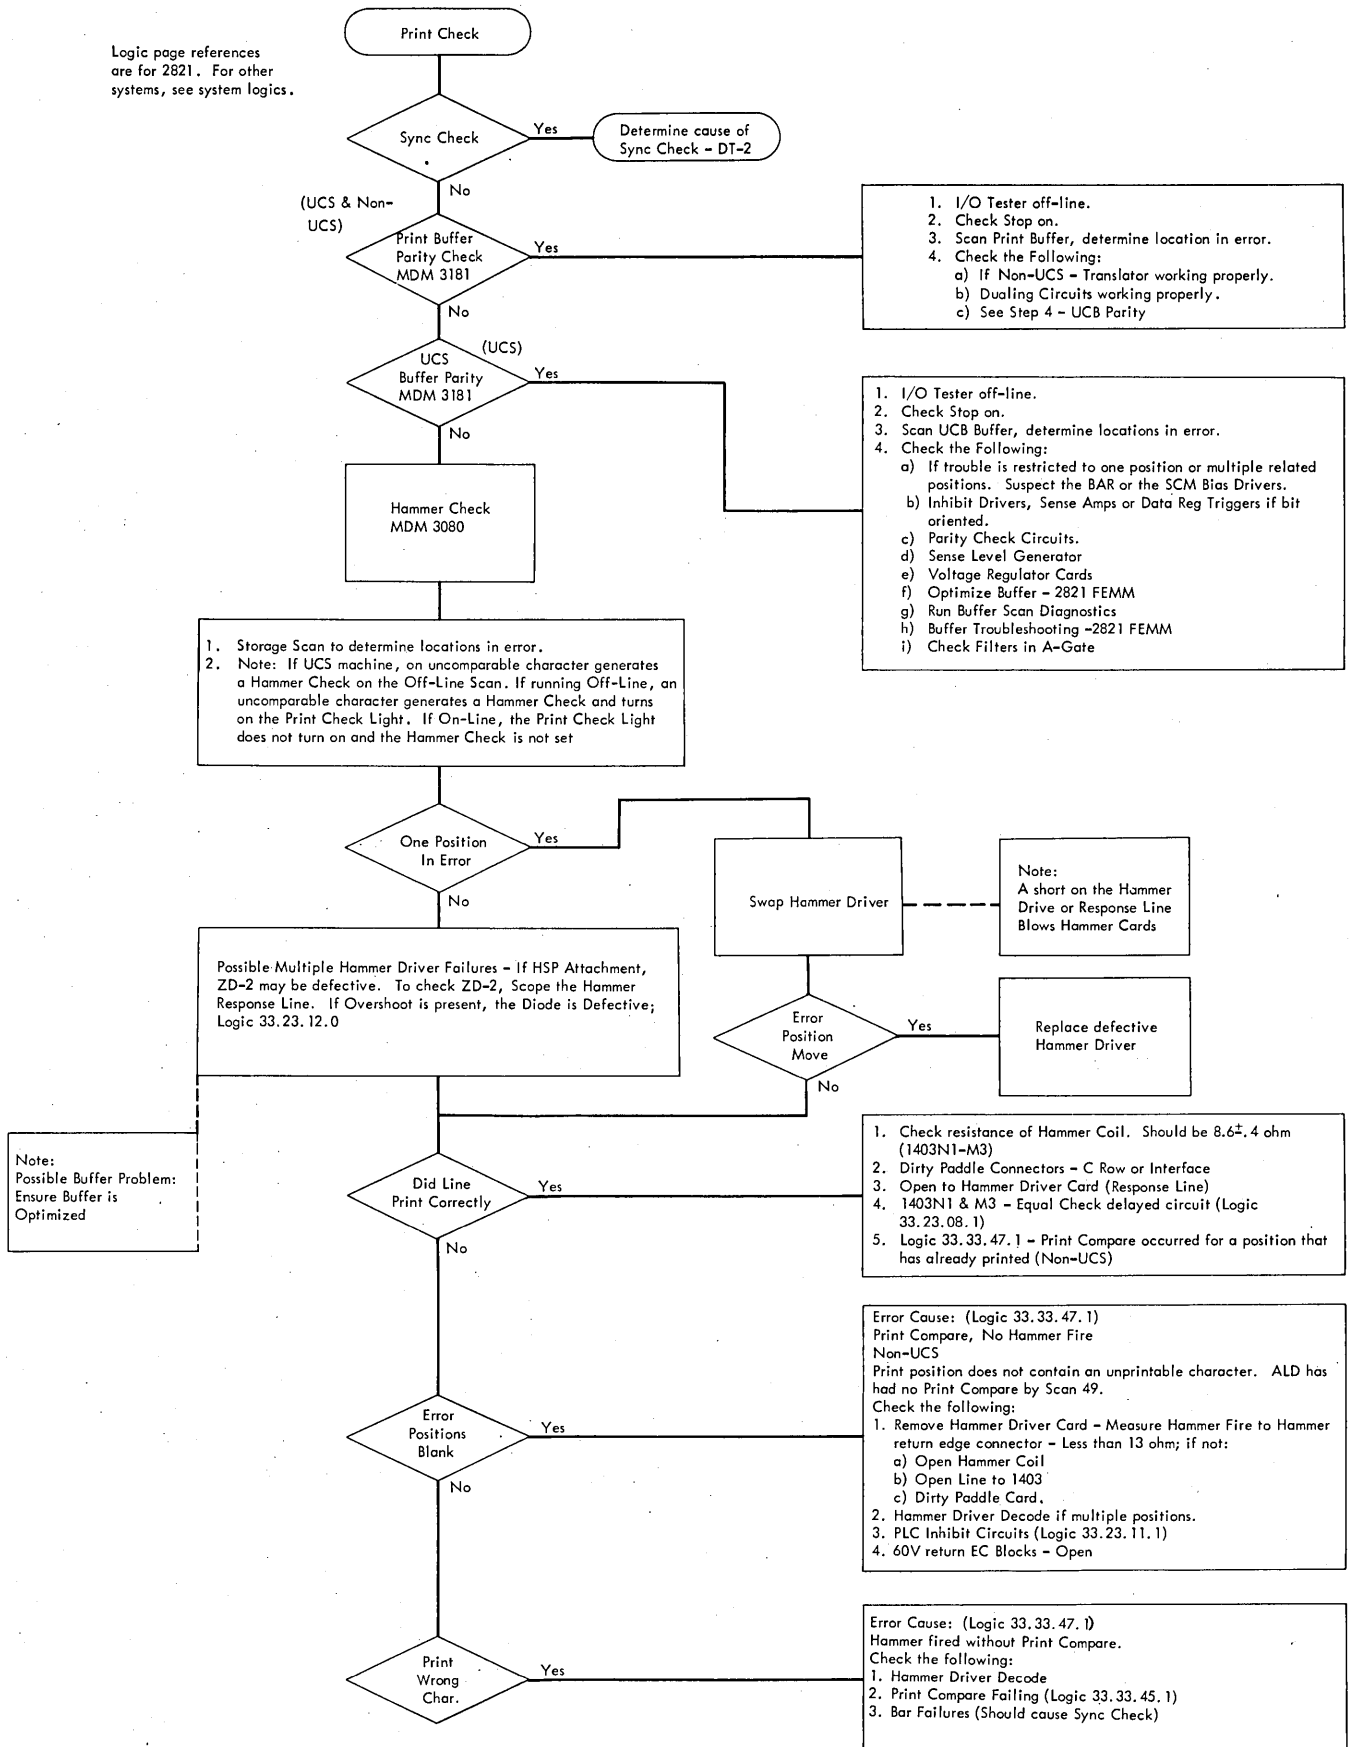 Print Check
Logic page references
are for 2821. For other
systems, see system logics.
Sync Check
Yes
Determine cause of
Sync Check - DT-2
No
(UCS & Non-
UCS)
Print Buffer
Parity Check
MDM 3181
Yes
1. I/O Tester off-line.
2. Check Stop on.
3. Scan Print Buffer, determine location in error.
4. Check the Following:
a) If Non-UCS - Translator working properly.
b) Dualing Circuits working properly.
c) See Step 4 - UCB Parity
No
(UCS)
UCS
Buffer Parity
MDM 3181
Yes
1. I/O Tester off-line.
2. Check Stop on.
3. Scan UCB Buffer, determine locations in error.
4. Check the Following:
a) If trouble is restricted to one position or multiple related
positions. Suspect the BAR or the SCM Bias Drivers.
b) Inhibit Drivers, Sense Amps or Data Reg Triggers if bit
oriented.
c) Parity Check Circuits.
d) Sense Level Generator
e) Voltage Regulator Cards
f) Optimize Buffer - 2821 FEMM
g) Run Buffer Scan Diagnostics
h) Buffer Troubleshooting -2821 FEMM
i) Check Filters in A-Gate
No
Hammer Check
MDM 3080
1. Storage Scan to determine locations in error.
2. Note: If UCS machine, on uncomparable character generates
a Hammer Check on the Off-Line Scan. If running Off-Line, an
uncomparable character generates a Hammer Check and turns
on the Print Check Light. If On-Line, the Print Check Light
does not turn on and the Hammer Check is not set
One Position
In Error
Yes
Swap Hammer Driver
Note:
A short on the Hammer
Drive or Response Line
Blows Hammer Cards
No
Possible Multiple Hammer Driver Failures - If HSP Attachment,
ZD-2 may be defective. To check ZD-2, Scope the Hammer
Response Line. If Overshoot is present, the Diode is Defective;
Logic 33.23.12.0
Error
Position
Move
Yes
Replace defective
Hammer Driver
No
Note:
Possible Buffer Problem:
Ensure Buffer is
Optimized
Did Line
Print Correctly
Yes
1. Check resistance of Hammer Coil. Should be 8.6±.4 ohm
(1403N1-M3)
2. Dirty Paddle Connectors - C Row or Interface
3. Open to Hammer Driver Card (Response Line)
4. 1403N1 & M3 - Equal Check delayed circuit (Logic
33.23.08.1)
5. Logic 33.33.47.1 - Print Compare occurred for a position that
has already printed (Non-UCS)
No
Error
Positions
Blank
Yes
Error Cause: (Logic 33.33.47.1)
Print Compare, No Hammer Fire
Non-UCS
Print position does not contain an unprintable character. ALD has
had no Print Compare by Scan 49.
Check the following:
1. Remove Hammer Driver Card - Measure Hammer Fire to Hammer
return edge connector - Less than 13 ohm; if not:
a) Open Hammer Coil
b) Open Line to 1403
c) Dirty Paddle Card.
2. Hammer Driver Decode if multiple positions.
3. PLC Inhibit Circuits (Logic 33.23.11.1)
4. 60V return EC Blocks - Open
No
Print
Wrong
Char.
Yes
Error Cause: (Logic 33.33.47.1)
Hammer fired without Print Compare.
Check the following:
1. Hammer Driver Decode
2. Print Compare Failing (Logic 33.33.45.1)
3. Bar Failures (Should cause Sync Check)